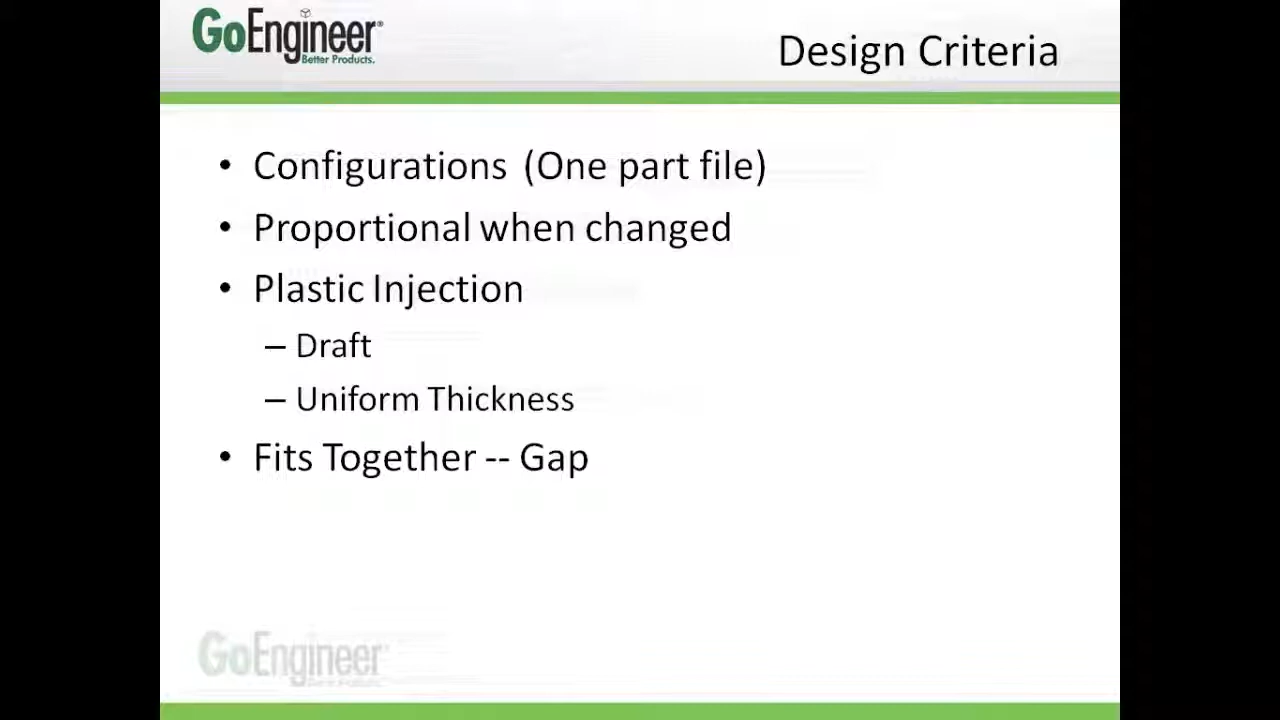 GoEngineer®
Better Products.
Design Criteria
• Configurations (One part file)
• Proportional when changed
• Plastic Injection
– Draft
– Uniform Thickness
• Fits Together -- Gap
GoEngineer